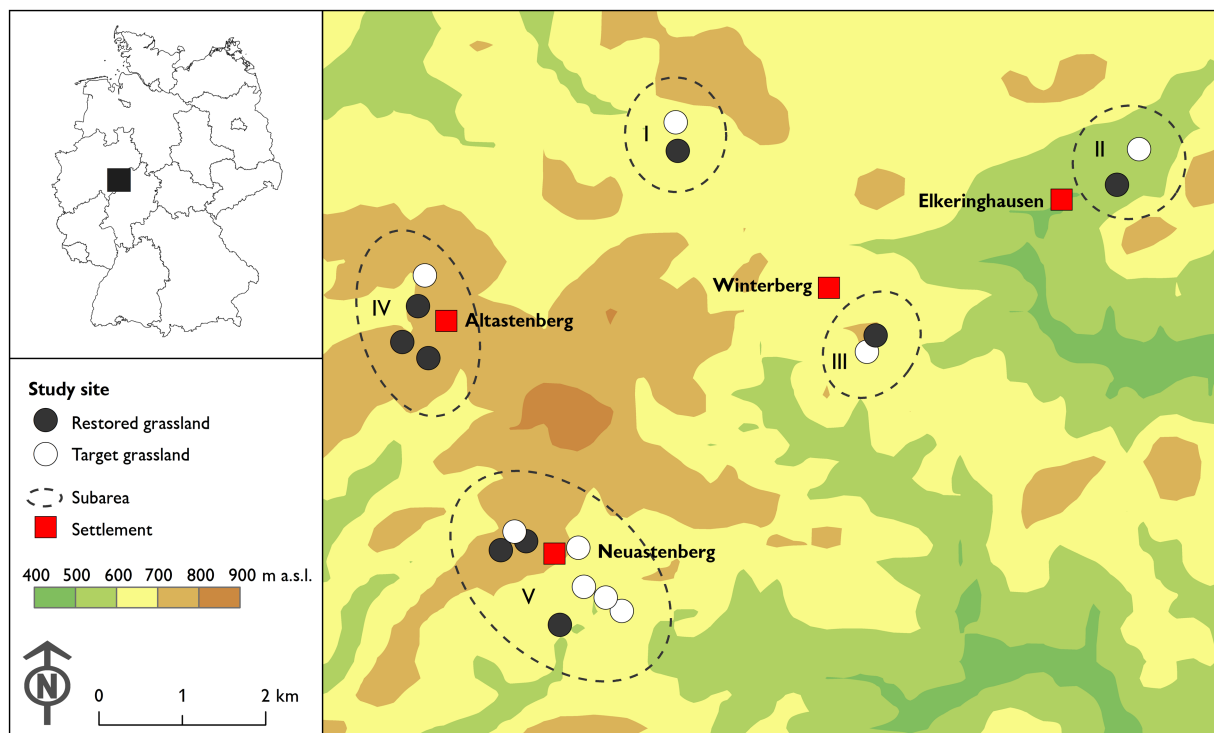 Study site
Restored grassland
Target grassland
Subarea
Settlement
400 500 600 700 800 900 m a.s.l.
N
0 1 2 km
I
II
Elkeringhausen
Winterberg
IV
Altastenberg
III
Neuastenberg
V